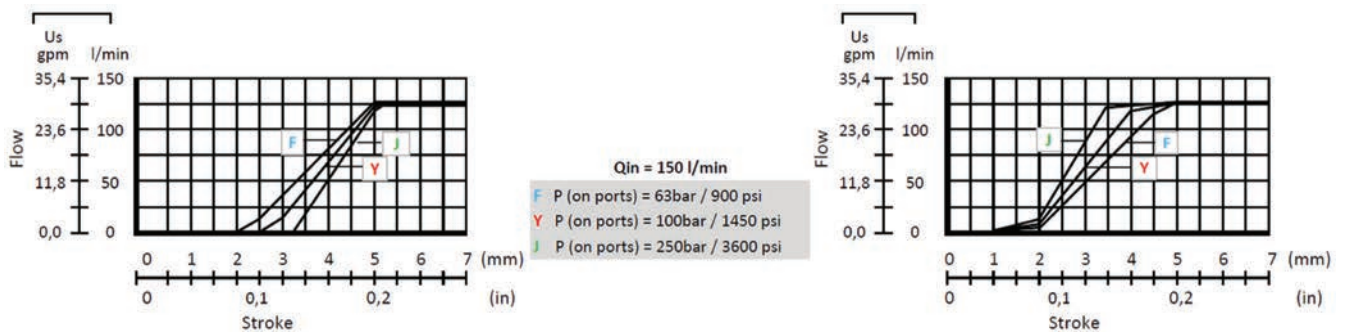 Us
gpm l/min
35,4 150
23,6 100
11,8 50
0,0 0
Flow
F
J
Y
0 1 2 3 4 5 6 7 (mm)
0 0,1 0,2 (in)
Stroke
Qin = 150 l/min
F P (on ports) = 63bar / 900 psi
Y P (on ports) = 100bar / 1450 psi
J P (on ports) = 250bar / 3600 psi
Us
gpm l/min
35,4 150
23,6 100
11,8 50
0,0 0
Flow
J
F
Y
0 1 2 3 4 5 6 7 (mm)
0 0,1 0,2 (in)
Stroke